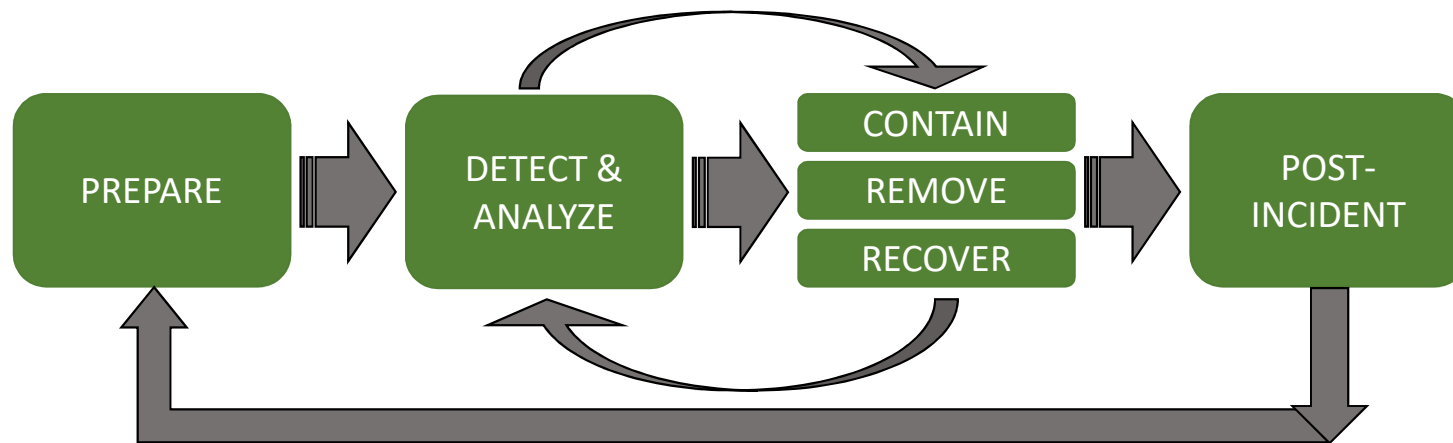 PREPARE
DETECT &
ANALYZE
CONTAIN
REMOVE
RECOVER
POST-
INCIDENT